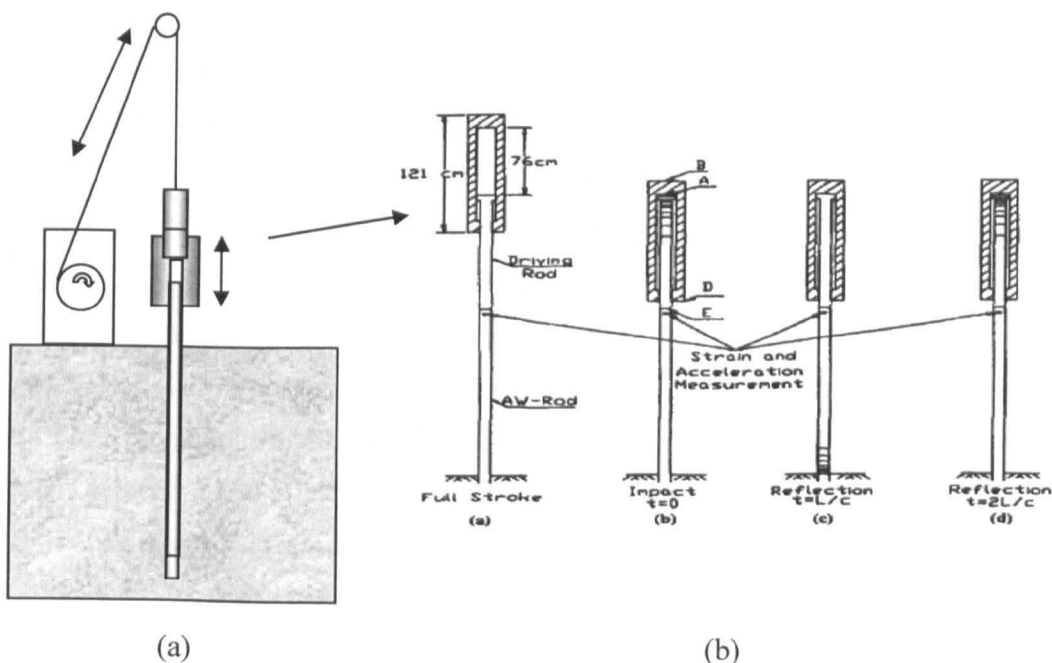 121 cm
76cm
Driving
Rod
AW-Rod
B
A
D
E
Strain and
Acceleration
Measurement
Full Stroke
(a)
Impact
t=0
(b)
Reflection
t=L/c
(c)
Reflection
t=2L/c
(d)
(a)
(b)